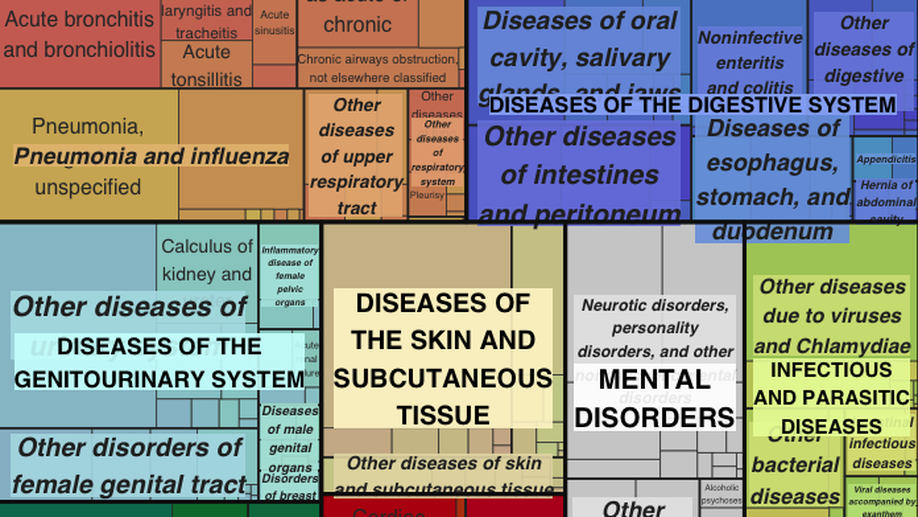 Acute bronchitis
and bronchiolitis
laryngitis and
tracheitis
Acute
tonsillitis
Acute
sinusitis
as acute or
chronic
Chronic airways obstruction,
not elsewhere classified
Pneumonia,
Pneumonia and influenza
unspecified
Other
diseases
of upper
respiratory
tract
Other
diseases
Other
diseases
of
respiratory
system
Pleurisy
Diseases of oral
cavity, salivary
glands, and jaws
Noninfective
enteritis
and colitis
Other
diseases of
digestive
DISEASES OF THE DIGESTIVE SYSTEM
Other diseases
of intestines
and peritoneum
Diseases of
esophagus,
stomach, and
duodenum
Appendicitis
Hernia of
abdominal
cavity
Calculus of
kidney and
Inflammatory
disease of
female
pelvic
organs
Other diseases of
DISEASES OF THE
GENITOURINARY SYSTEM
Other disorders of
female genital tract
Diseases
of male
genital
organs
Disorders
of breast
DISEASES OF
THE SKIN AND
SUBCUTANEOUS
TISSUE
Other diseases of skin
and subcutaneous tissue
Neurotic disorders,
personality
disorders, and other
MENTAL
DISORDERS
disorders
Other
Alcoholic
psychoses
Other diseases
due to viruses
and Chlamydiae
INFECTIOUS
AND PARASITIC
DISEASES
Other
bacterial
diseases
infectious
diseases
Viral diseases
accompanied by
exanthem